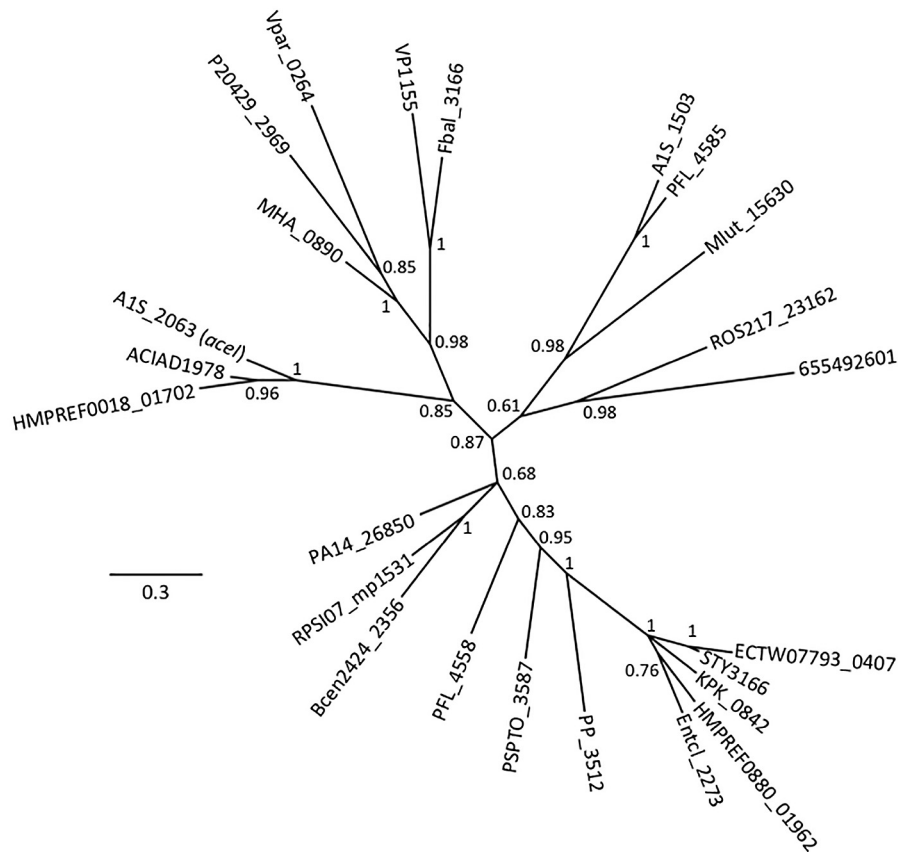 Vpar_0264
P20429_2969
VP1155
Fbal_3166
A1S_1503
PFL_4585
MHA_0890
Mlut_15630
1
1
0.85
1
A1S_2063 (aceI)
ROS217_23162
0.98
0.98
ACIAD1978
1
655492601
HMPREF0018_01702
0.96
0.85
0.61
0.98
0.87
0.68
PA14_26850
0.83
1
0.95
RPSI07_mp1531
1
0.3
Bcen2424_2356
PFL_4558
PSPTO_3587
PP_3512
1
1
ECTW07793_0407
STY3166
0.76
KPK_0842
HMPREF0880_01962
Entcl_2273